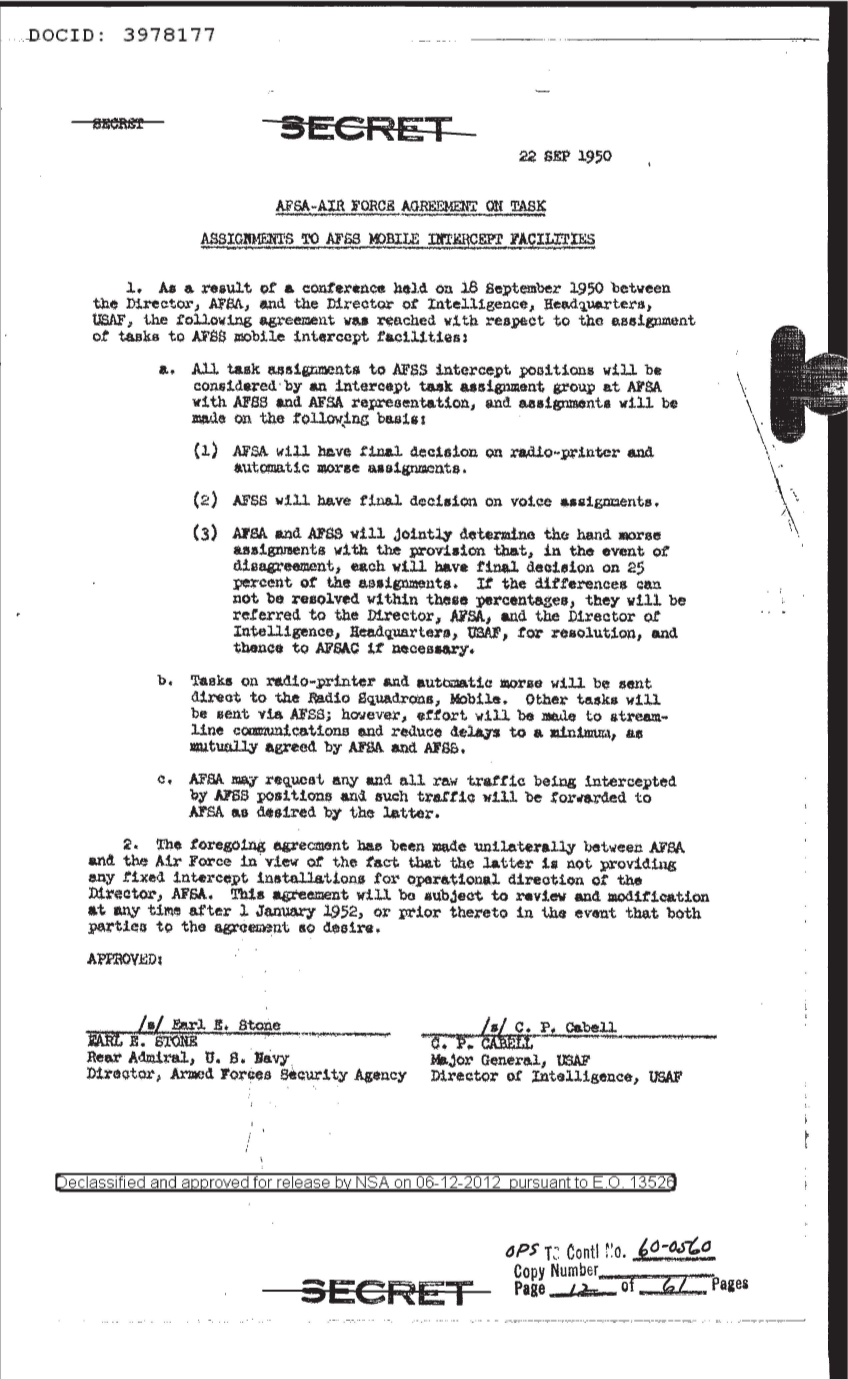 DOCID: 3978177
SECRET
SECRET
22 SEP 1950
AFSA-AIR FORCE AGREEMENT ON TASK
ASSIGNMENTS TO AFSS MOBILE INTERCEPT FACILITIES
1. As a result of a conference held on 18 September 1950 between
the Director, AFSA, and the Director of Intelligence, Headquarters,
USAF, the following agreement was reached with respect to the assignment
of tasks to AFSS mobile intercept facilities:
a. All task assignments to AFSS intercept positions will be
considered by an intercept task assignment group at AFSA
with AFSS and AFSA representation, and assignments will be
made on the following basis:
(1) AFSA will have final decision on radio-printer and
automatic morse assignments.
(2) AFSS will have final decision on voice assignments.
(3) AFSA and AFSS will jointly determine the hand morse
assignments with the provision that, in the event of
disagreement, each will have final decision on 25
percent of the assignments. If the differences can
not be resolved within these percentages, they will be
referred to the Director, AFSA, and the Director of
Intelligence, Headquarters, USAF, for resolution, and
thence to AFSAC if necessary.
b. Tasks on radio-printer and automatic morse will be sent
direct to the Radio Squadrons, Mobile. Other tasks will
be sent via AFSS; however, effort will be made to stream-
line communications and reduce delays to a minimum, as
mutually agreed by AFSA and AFSS.
c. AFSA may request any and all raw traffic being intercepted
by AFSS positions and such traffic will be forwarded to
AFSA as desired by the latter.
2. The foregoing agreement has been made unilaterally between AFSA
and the Air Force in view of the fact that the latter is not providing
any fixed intercept installations for operational direction of the
Director, AFSA. This agreement will be subject to review and modification
at any time after 1 January 1952, or prior thereto in the event that both
parties to the agreement so desire.
APPROVED:
/s/ Earl E. Stone
EARL E. STONE
Rear Admiral, U. S. Navy
Director, Armed Forces Security Agency
/s/ C. P. Cabell
C. P. CABELL
Major General, USAF
Director of Intelligence, USAF
Declassified and approved for release by NSA on 06-12-2012 pursuant to E.O. 13526
OPS TS Contl No. 60-0560
Copy Number
Page 12 of 61 Pages
SECRET